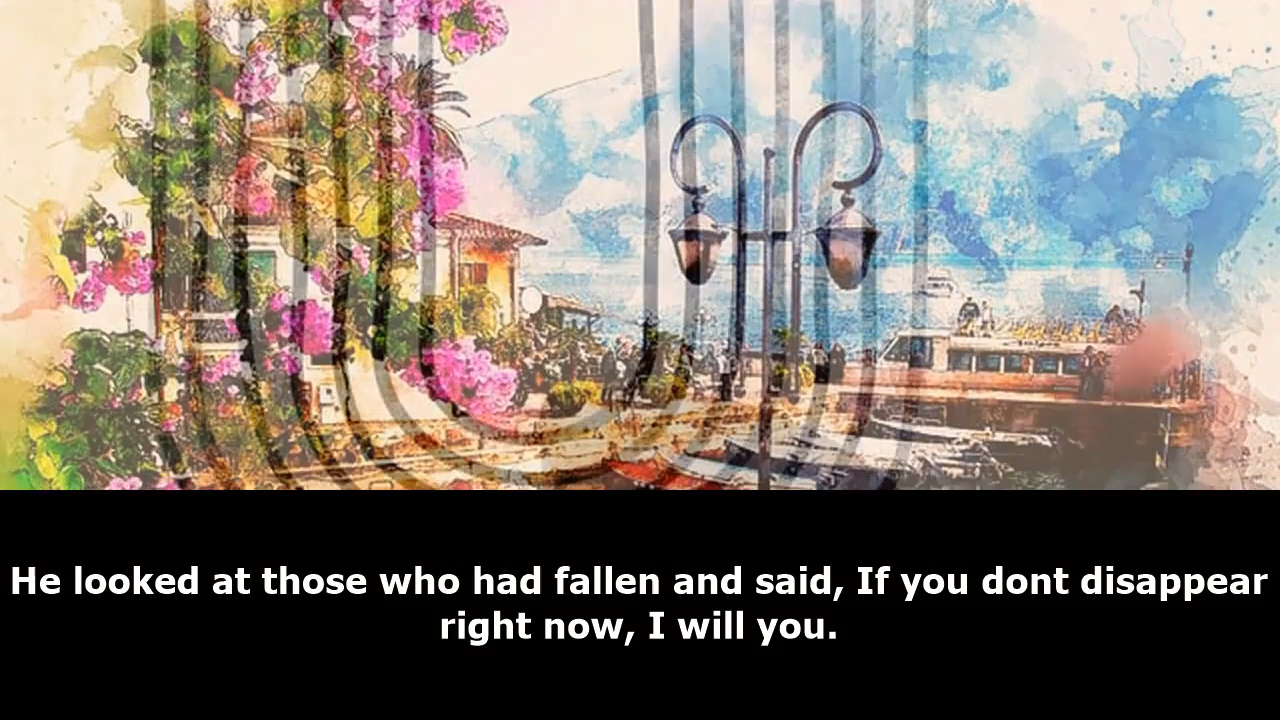 He looked at those who had fallen and said, If you dont disappear
right now, I will you.